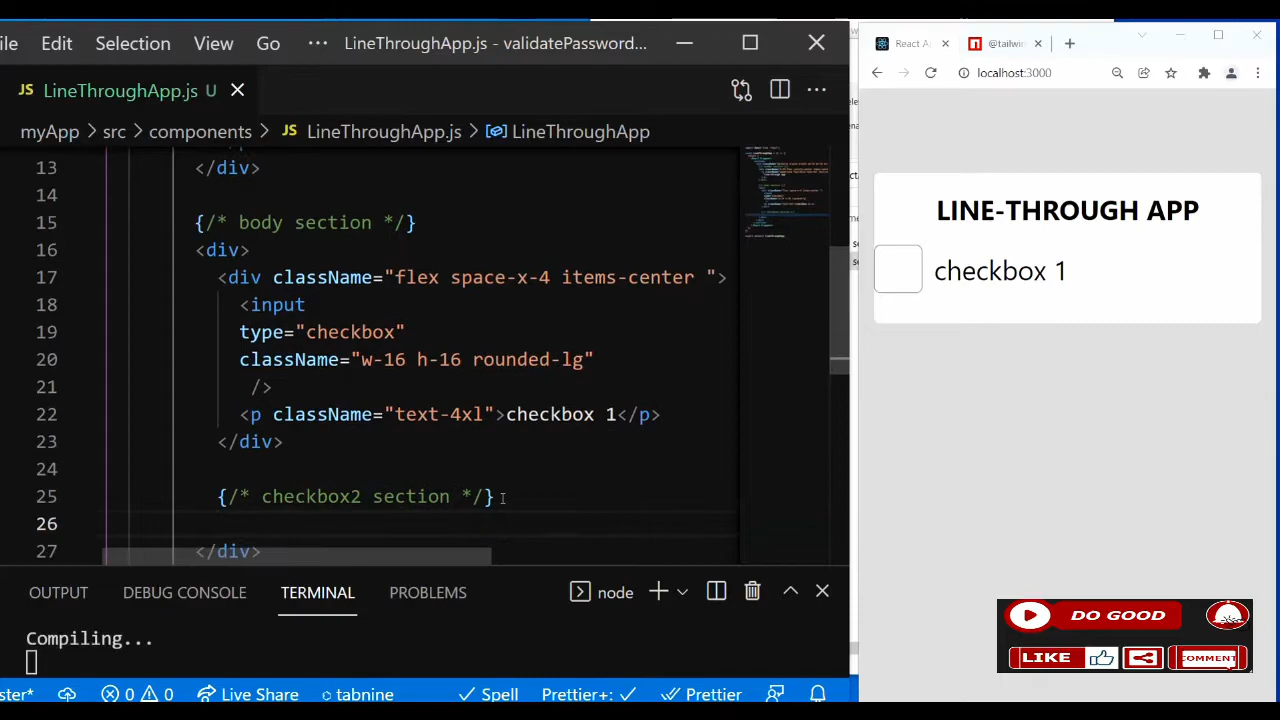 ile Edit Selection View Go ··· LineThroughApp.js - validatePassword...
JS LineThroughApp.js U
myApp > src > components > JS LineThroughApp.js > LineThroughApp
13 </div>
14
15 {/* body section */}
16 <div>
17 <div className="flex space-x-4 items-center ">
18 <input
19 type="checkbox"
20 className="w-16 h-16 rounded-lg"
21 />
22 <p className="text-4xl">checkbox 1</p>
23 </div>
24
25 {/* checkbox2 section */}
26
27 </div>
OUTPUT DEBUG CONSOLE TERMINAL PROBLEMS node
Compiling...
ster* 0 0 Live Share tabnine Spell Prettier+: Prettier
React A @tailwi
localhost:3000
LINE-THROUGH APP
checkbox 1
DO GOOD
LIKE COMMENT